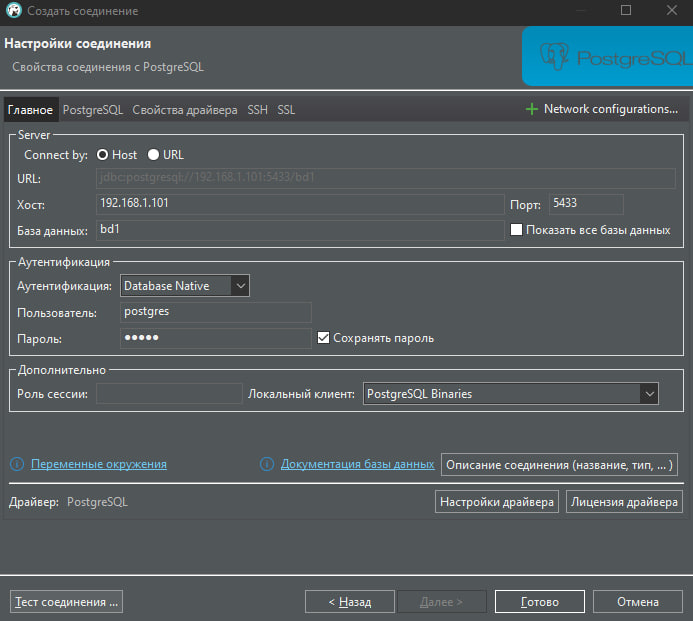 Создать соединение
Настройки соединения
Свойства соединения с PostgreSQL
PostgreSQL
Главное PostgreSQL Свойства драйвера SSH SSL Network configurations...
Server
Connect by: Host URL
URL: jdbc:postgresql://192.168.1.101:5433/bd1
Хост: 192.168.1.101 Порт: 5433
База данных: bd1 Показать все базы данных
Аутентификация
Аутентификация: Database Native
Пользователь: postgres
Пароль: ••••• Сохранять пароль
Дополнительно
Роль сессии: Локальный клиент: PostgreSQL Binaries
Переменные окружения Документация базы данных Описание соединения (название, тип, ... )
Драйвер: PostgreSQL Настройки драйвера Лицензия драйвера
Тест соединения ... < Назад Далее > Готово Отмена